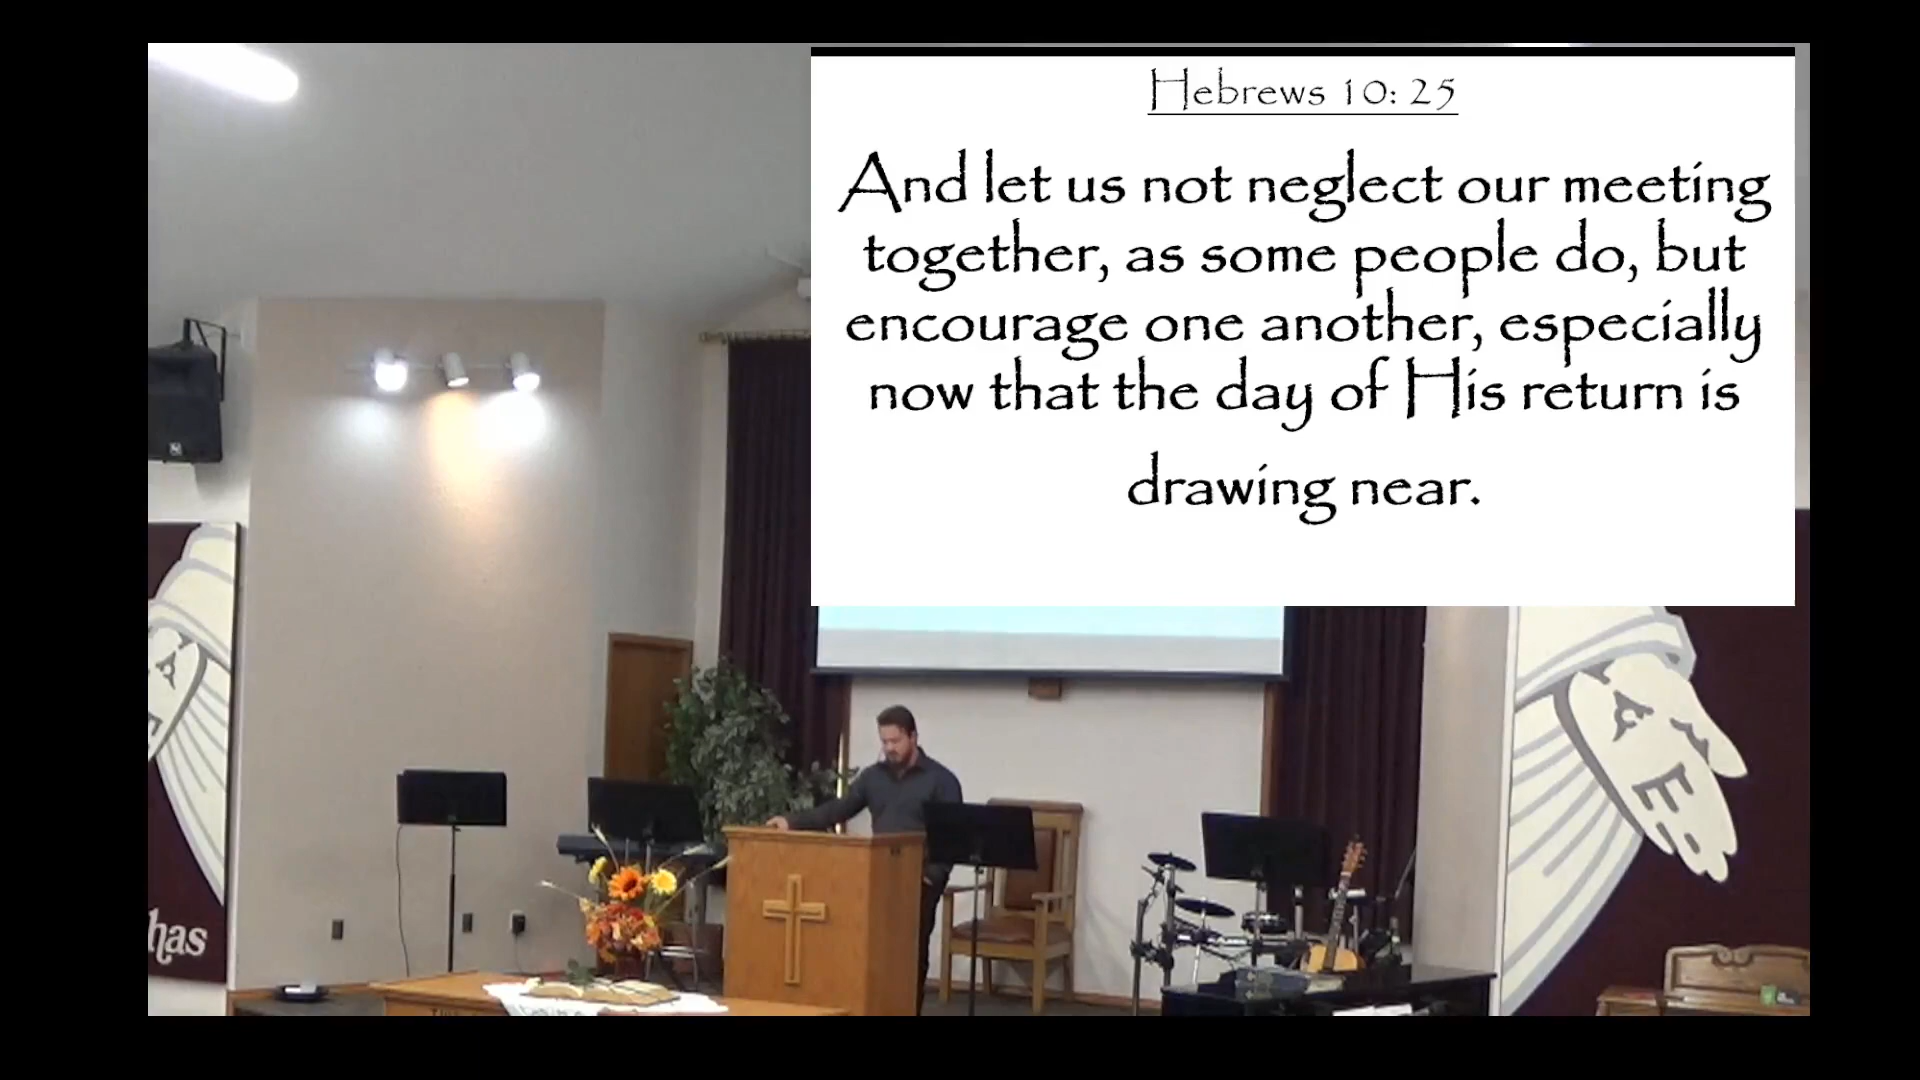 Hebrews 10: 25
And let us not neglect our meeting
together, as some people do, but
encourage one another, especially
now that the day of His return is
drawing near.
has